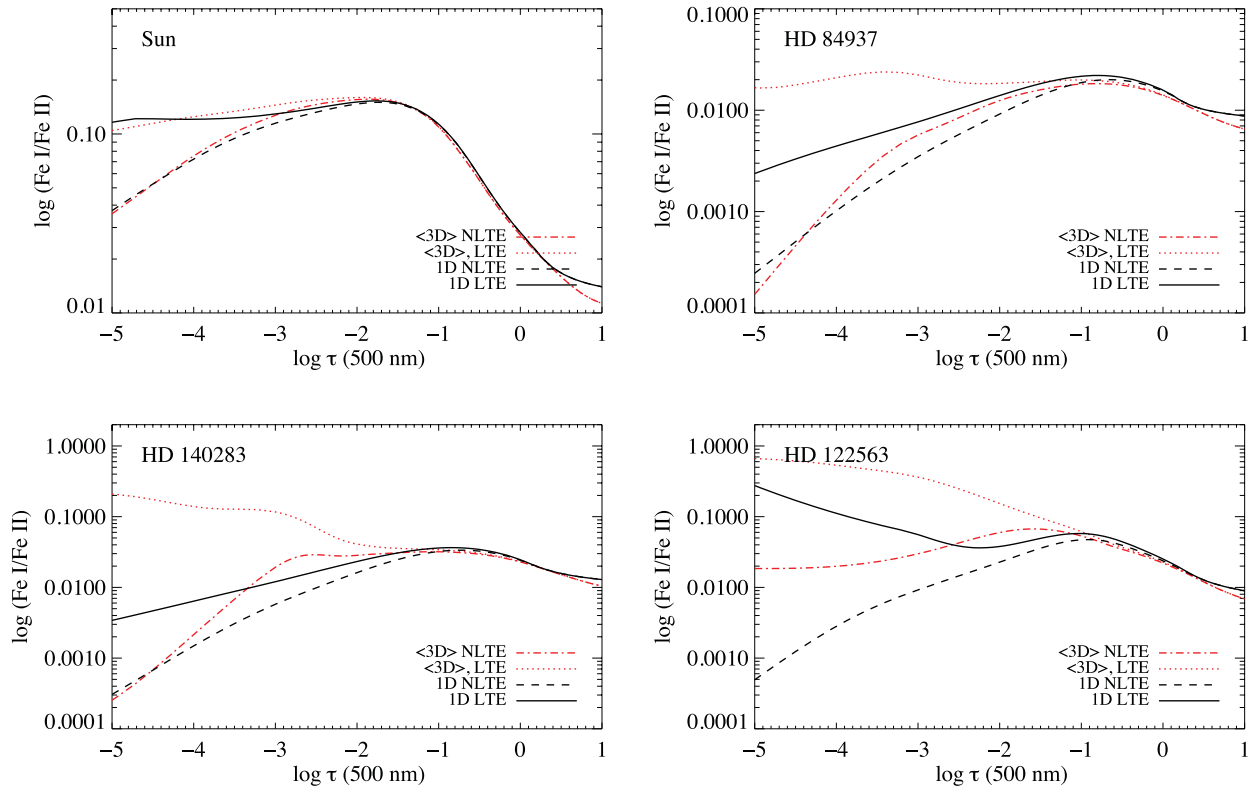 Sun
log (Fe I/Fe II)
0.10
0.01
<3D> NLTE
<3D>, LTE
1D NLTE
1D LTE
−5 −4 −3 −2 −1 0 1
log τ (500 nm)
HD 84937
log (Fe I/Fe II)
0.1000
0.0100
0.0010
0.0001
<3D> NLTE
<3D>, LTE
1D NLTE
1D LTE
−5 −4 −3 −2 −1 0 1
log τ (500 nm)
HD 140283
log (Fe I/Fe II)
1.0000
0.1000
0.0100
0.0010
0.0001
<3D> NLTE
<3D>, LTE
1D NLTE
1D LTE
−5 −4 −3 −2 −1 0 1
log τ (500 nm)
HD 122563
log (Fe I/Fe II)
1.0000
0.1000
0.0100
0.0010
0.0001
<3D> NLTE
<3D>, LTE
1D NLTE
1D LTE
−5 −4 −3 −2 −1 0 1
log τ (500 nm)